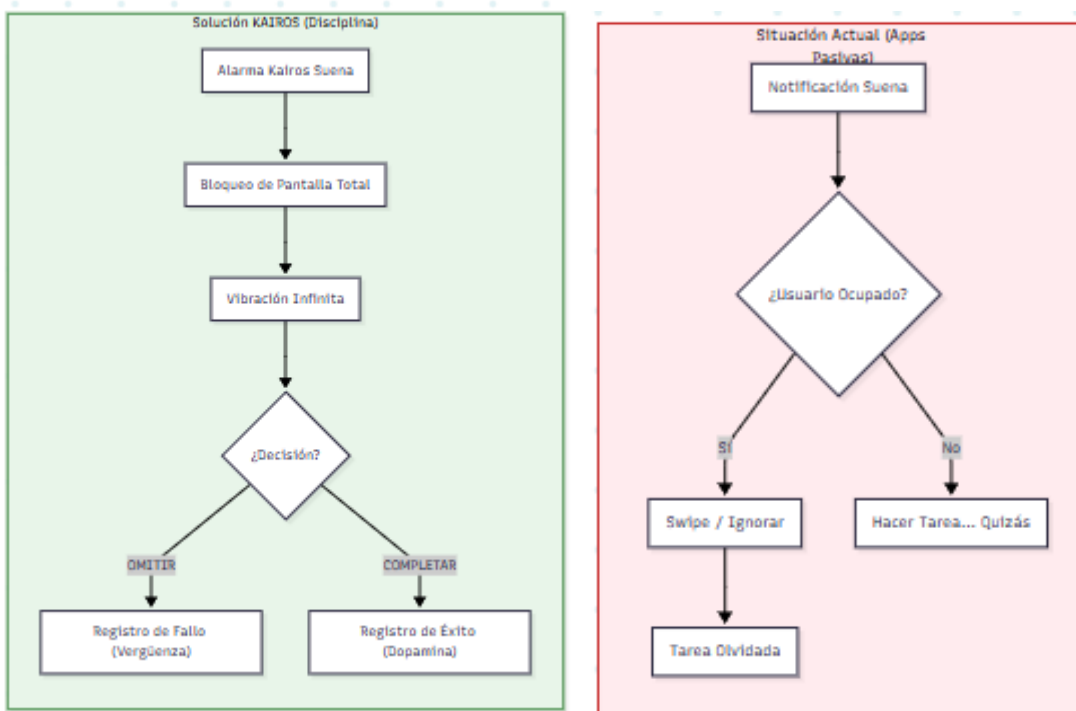 Solución KAIROS (Disciplina)
Alarma Kairos Suena
Bloqueo de Pantalla Total
Vibración Infinita
¿Decisión?
OMITIR
COMPLETAR
Registro de Fallo
(Vergüenza)
Registro de Éxito
(Dopamina)
Situación Actual (Apps
Pasivas)
Notificación Suena
¿Usuario Ocupado?
Sí
No
Swipe / Ignorar
Hacer Tarea... Quizás
Tarea Olvidada